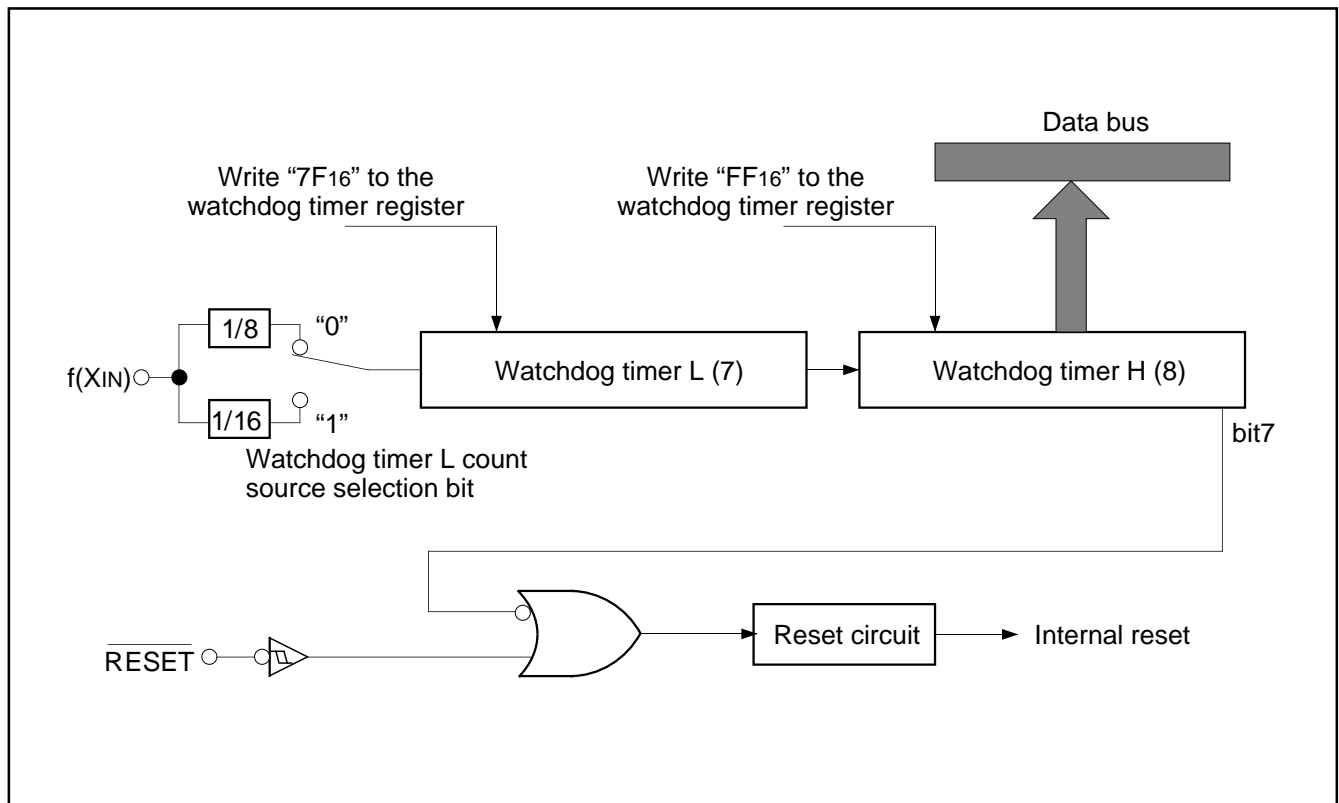 Data bus
Write “7F16” to the
watchdog timer register
Write “FF16” to the
watchdog timer register
1/8
“0”
f(XIN)
Watchdog timer L (7)
Watchdog timer H (8)
1/16
“1”
bit7
Watchdog timer L count
source selection bit
RESET
Reset circuit
Internal reset